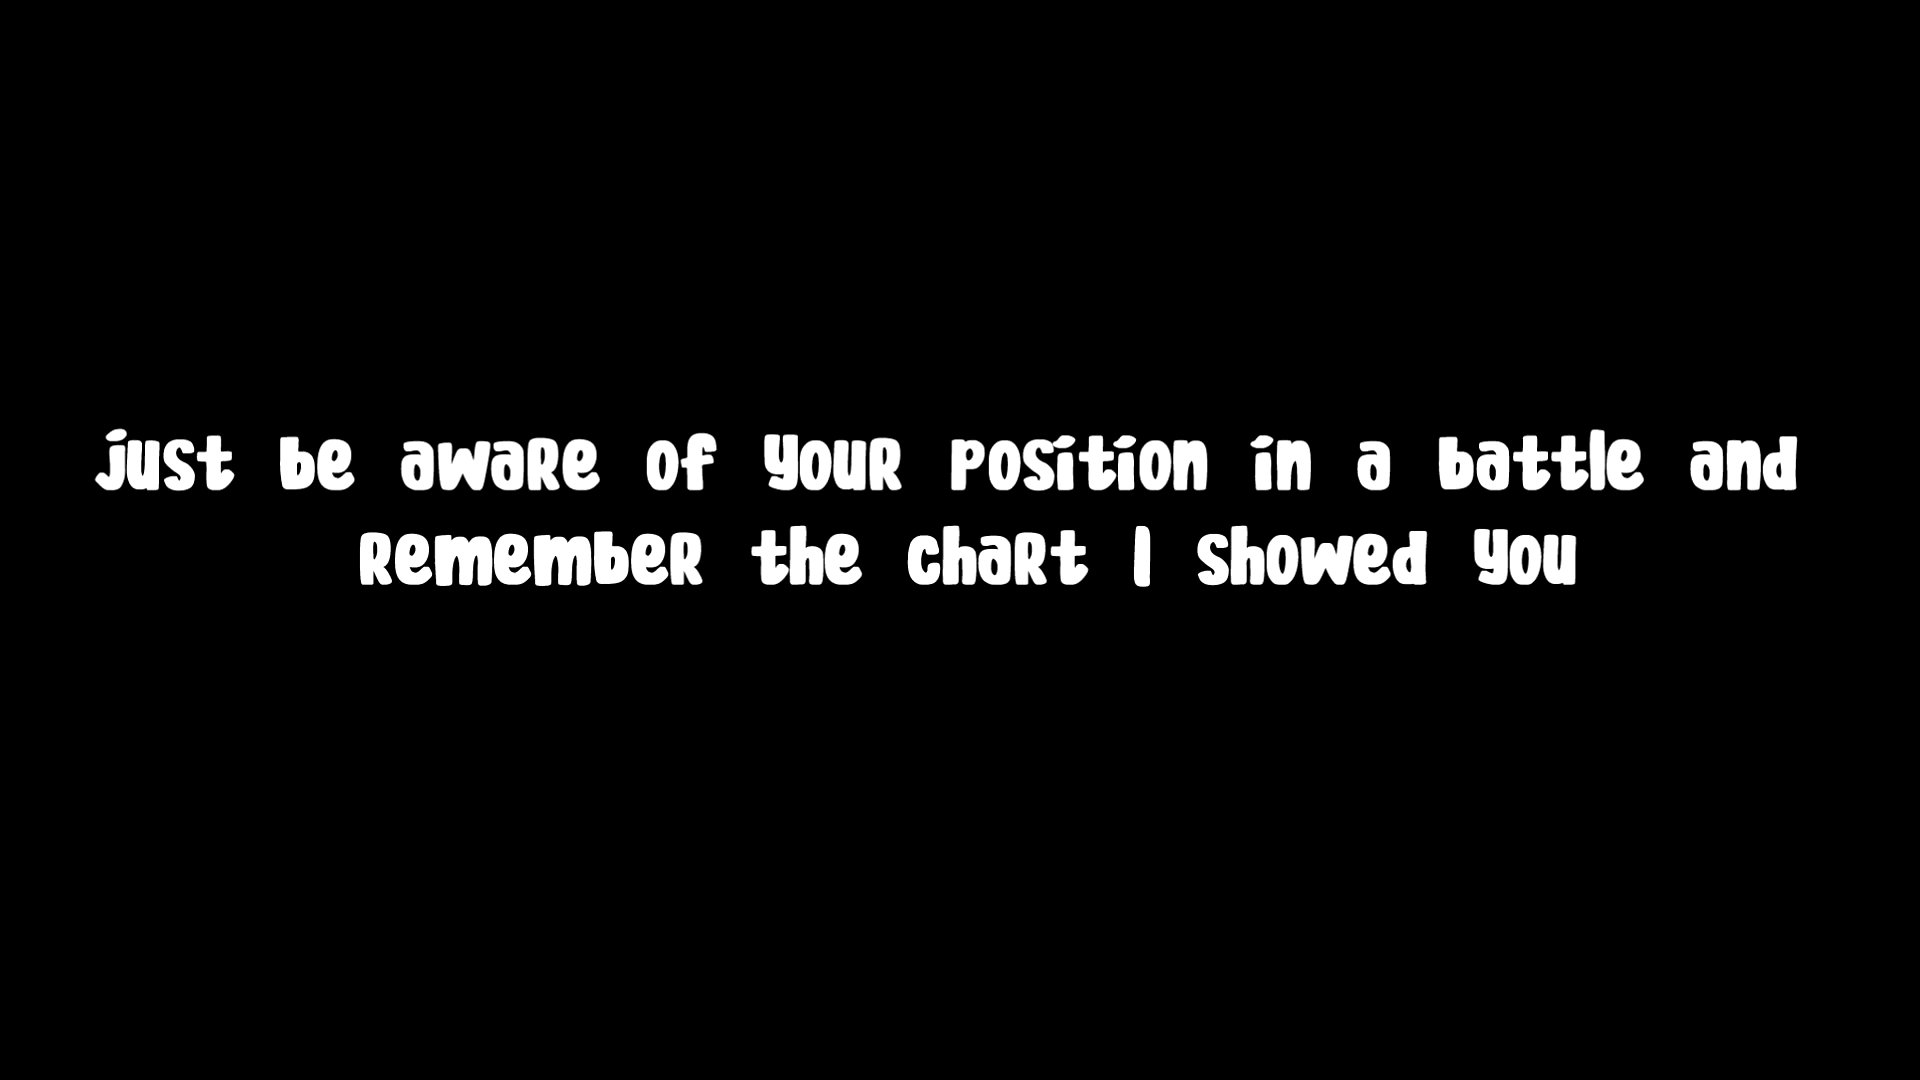 just be aware of your position in a battle and
remember the chart I showed you